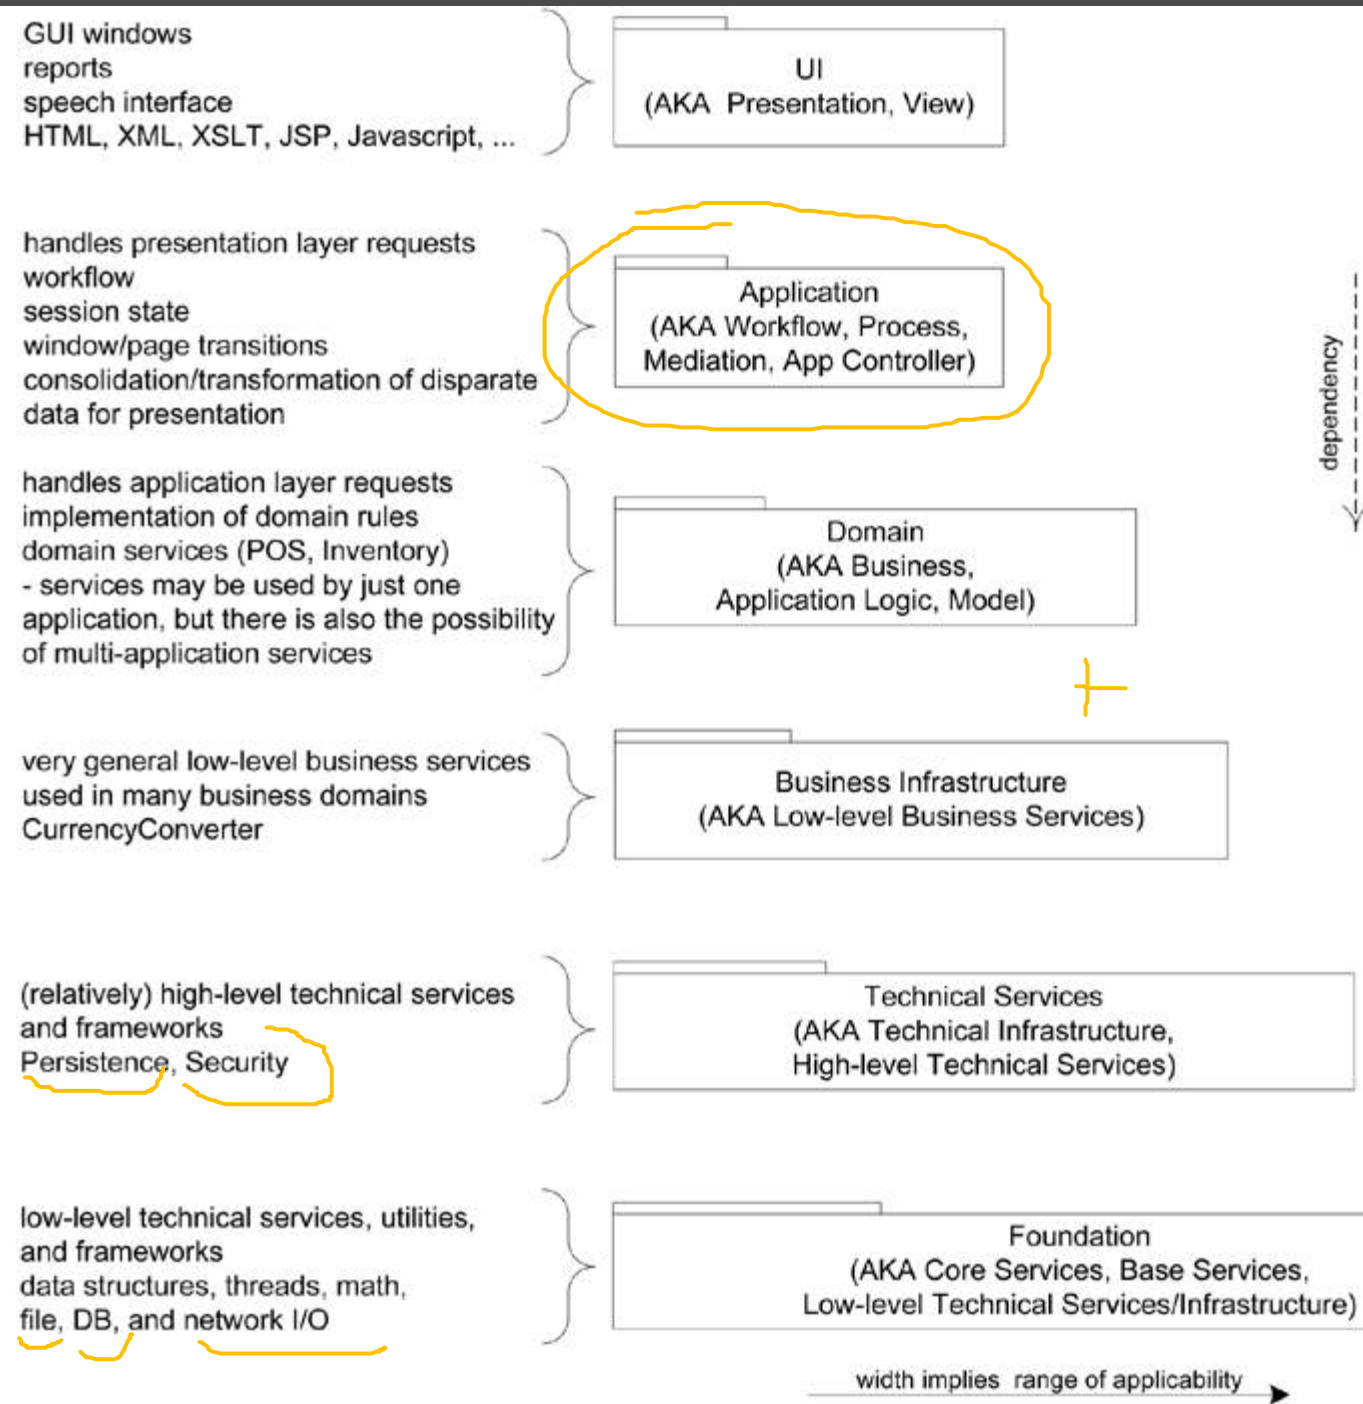 GUI windows
reports
speech interface
HTML, XML, XSLT, JSP, Javascript, ...
UI
(AKA Presentation, View)
handles presentation layer requests
workflow
session state
window/page transitions
consolidation/transformation of disparate
data for presentation
Application
(AKA Workflow, Process,
Mediation, App Controller)
dependency
handles application layer requests
implementation of domain rules
domain services (POS, Inventory)
- services may be used by just one
application, but there is also the possibility
of multi-application services
Domain
(AKA Business,
Application Logic, Model)
very general low-level business services
used in many business domains
CurrencyConverter
Business Infrastructure
(AKA Low-level Business Services)
(relatively) high-level technical services
and frameworks
Persistence, Security
Technical Services
(AKA Technical Infrastructure,
High-level Technical Services)
low-level technical services, utilities,
and frameworks
data structures, threads, math,
file, DB, and network I/O
Foundation
(AKA Core Services, Base Services,
Low-level Technical Services/Infrastructure)
width implies range of applicability